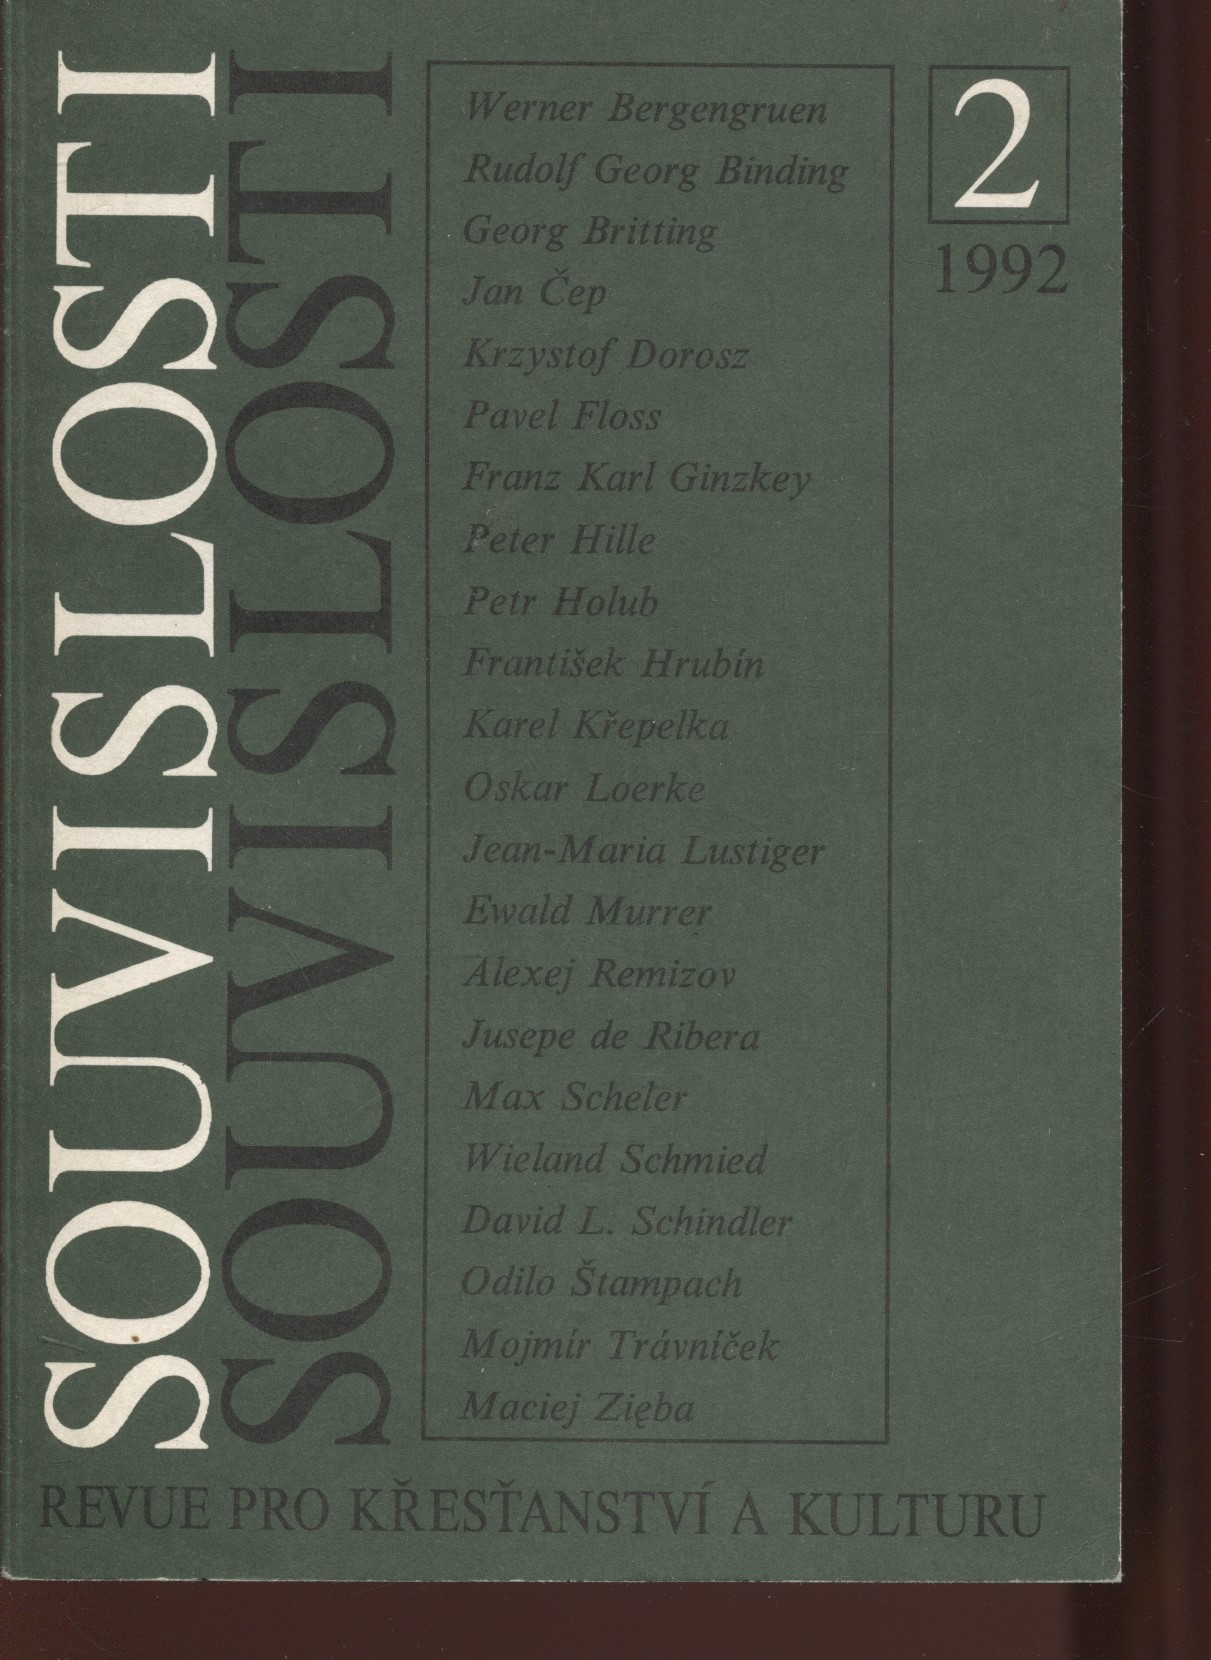 SOUVISLOSTI
SOUVISLOSTI
Werner Bergengruen
Rudolf Georg Binding
Georg Britting
Jan Čep
Krzystof Dorosz
Pavel Floss
Franz Karl Ginzkey
Peter Hille
Petr Holub
František Hrubín
Karel Křepelka
Oskar Loerke
Jean-Maria Lustiger
Ewald Murrer
Alexej Remizov
Jusepe de Ribera
Max Scheler
Wieland Schmied
David L. Schindler
Odilo Štampach
Mojmír Trávníček
Maciej Zięba
2
1992
REVUE PRO KŘESŤANSTVÍ A KULTURU